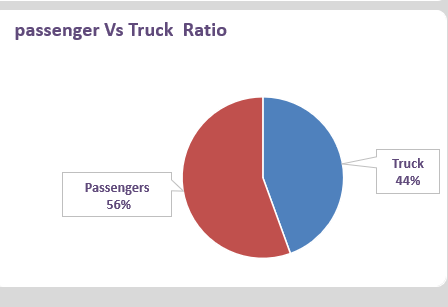 passenger Vs Truck  Ratio
Truck
44%
Passengers
56%